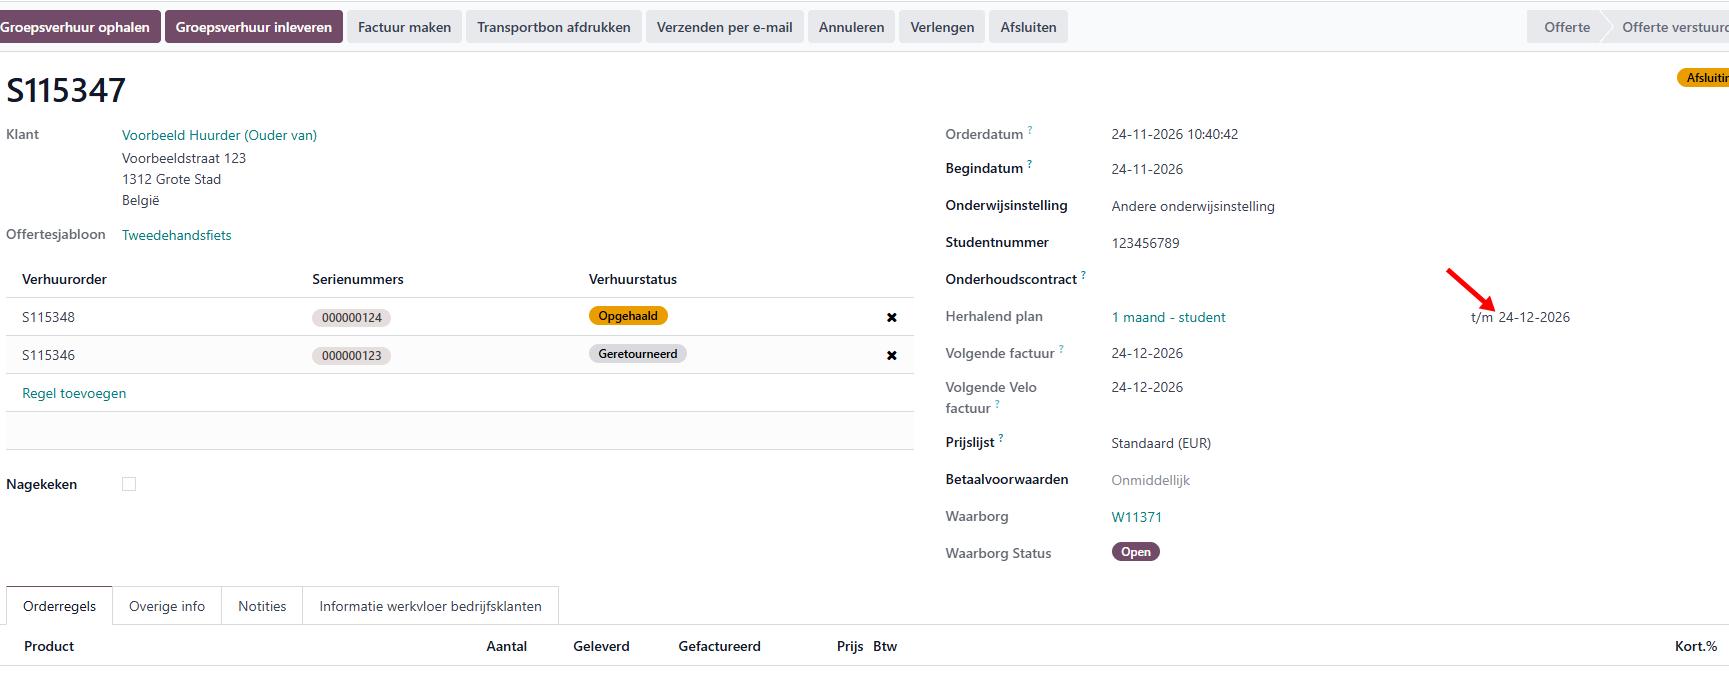 Groepsverhuur ophalen Groepsverhuur inleveren Factuur maken Transportbon afdrukken Verzenden per e-mail Annuleren Verlengen Afsluiten Offerte Offerte verstuurd
S115347
Klant Voorbeeld Huurder (Ouder van)
Voorbeeldstraat 123
1312 Grote Stad
België
Offertesjabloon Tweedehandsfiets
Verhuurorder Serienummers Verhuurstatus
S115348 000000124 Opgehaald ✖
S115346 000000123 Geretourneerd ✖
Regel toevoegen
Nagekeken
Orderdatum ? 24-11-2026 10:40:42
Begindatum ? 24-11-2026
Onderwijsinstelling Andere onderwijsinstelling
Studentnummer 123456789
Onderhoudscontract ?
Herhalend plan 1 maand - student t/m 24-12-2026
Volgende factuur ? 24-12-2026
Volgende Velo 24-12-2026
factuur ?
Prijslijst ? Standaard (EUR)
Betaalvoorwaarden Onmiddellijk
Waarborg W11371
Waarborg Status Open
Orderregels Overige info Notities Informatie werkvloer bedrijfsklanten
Product Aantal Geleverd Gefactureerd Prijs Btw Kort.%